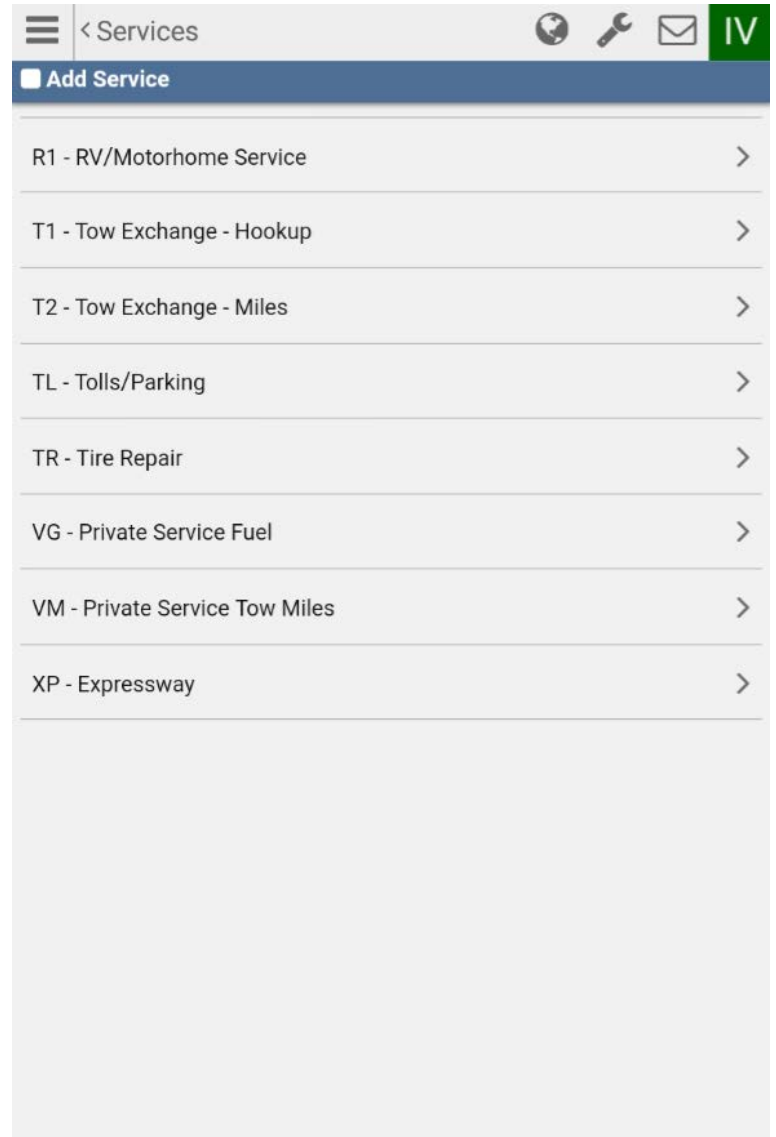 < Services
IV
Add Service
R1 - RV/Motorhome Service
T1 - Tow Exchange - Hookup
T2 - Tow Exchange - Miles
TL - Tolls/Parking
TR - Tire Repair
VG - Private Service Fuel
VM - Private Service Tow Miles
XP - Expressway